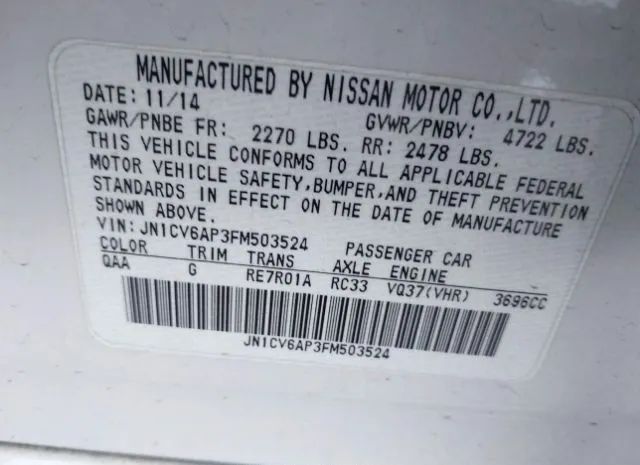 MANUFACTURED BY NISSAN MOTOR CO.,LTD.
DATE: 11/14 GVWR/PNBV: 4722 LBS.
GAWR/PNBE FR: 2270 LBS. RR: 2478 LBS.
THIS VEHICLE CONFORMS TO ALL APPLICABLE FEDERAL
MOTOR VEHICLE SAFETY,BUMPER,AND THEFT PREVENTION
STANDARDS IN EFFECT ON THE DATE OF MANUFACTURE
SHOWN ABOVE.
VIN: JN1CV6AP3FM503524 PASSENGER CAR
COLOR TRIM TRANS AXLE ENGINE
QAA G RE7R01A RC33 VQ37(VHR) 3696CC
JN1CV6AP3FM503524